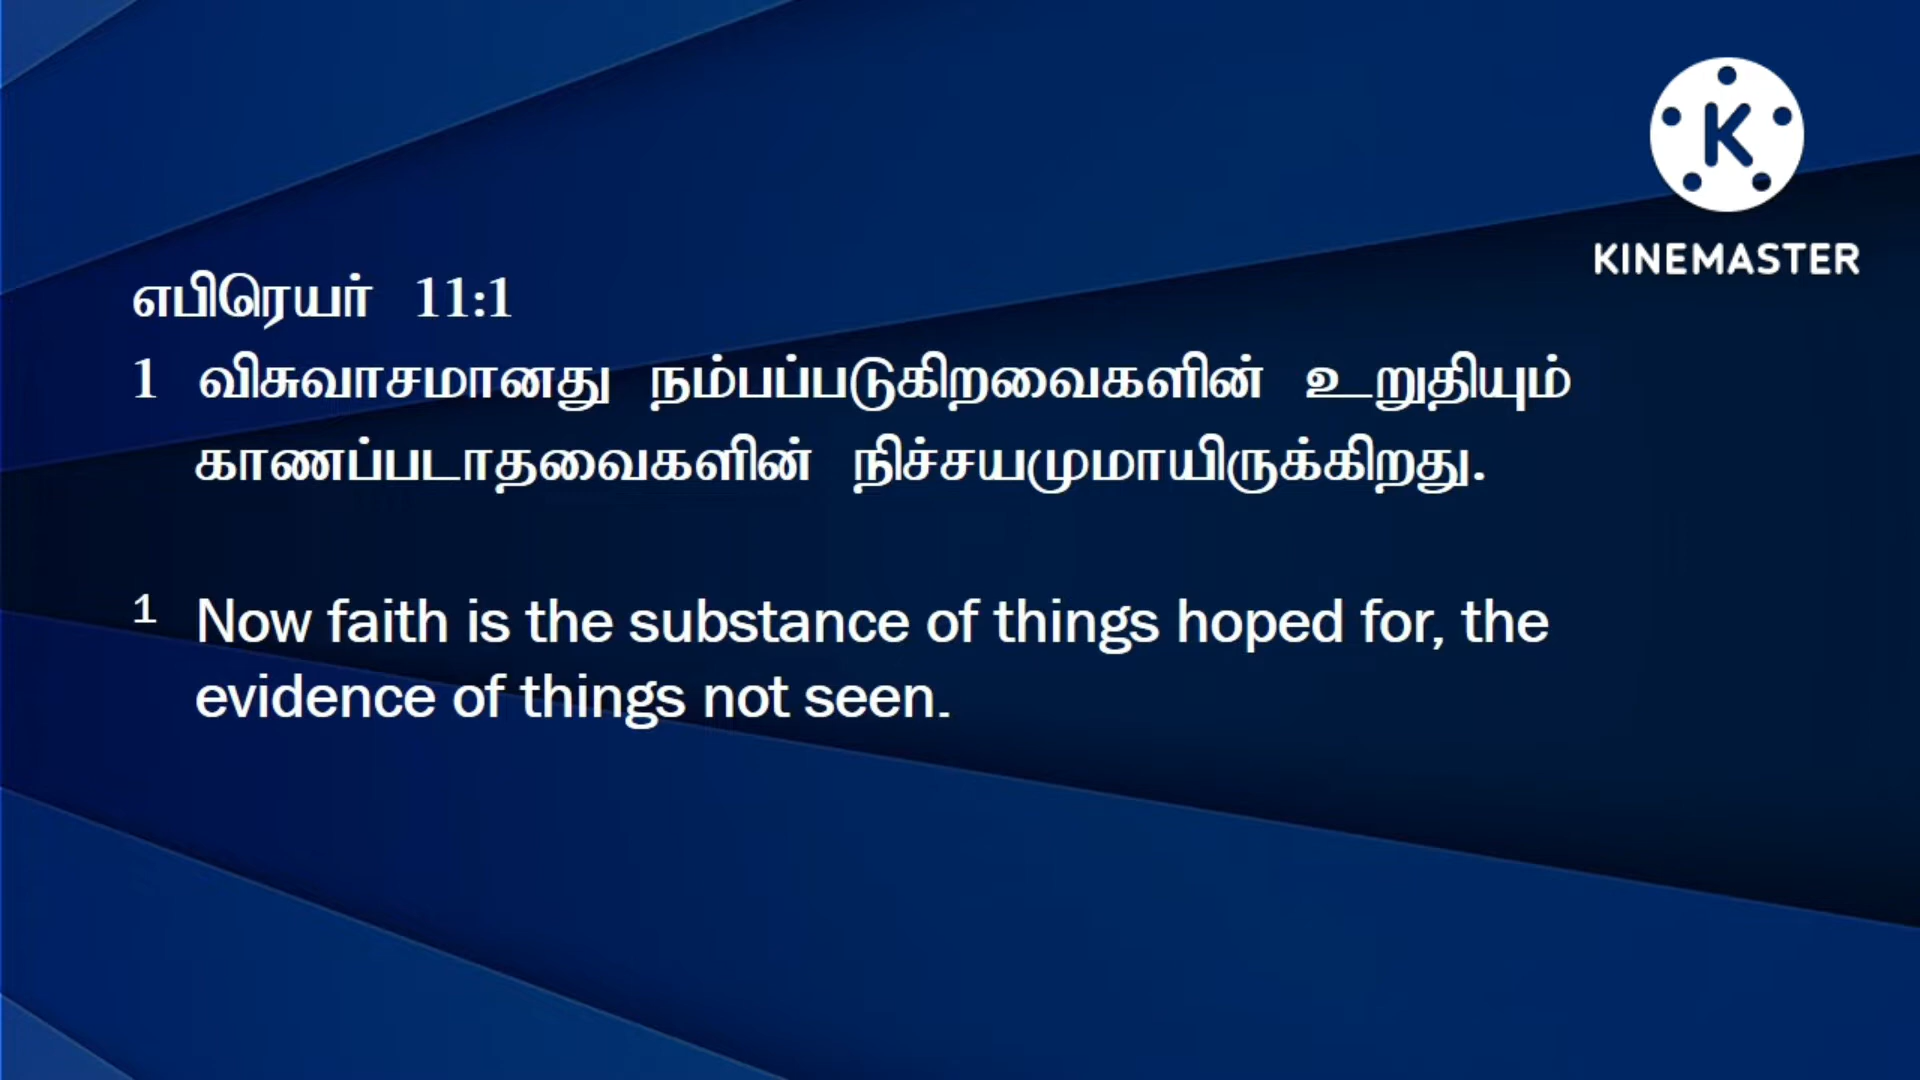 KINEMASTER
எபிரெயர் 11:1
1 விசுவாசமானது நம்பப்படுகிறவைகளின் உறுதியும்
காணப்படாதவைகளின் நிச்சயமுமாயிருக்கிறது.
1 Now faith is the substance of things hoped for, the
evidence of things not seen.